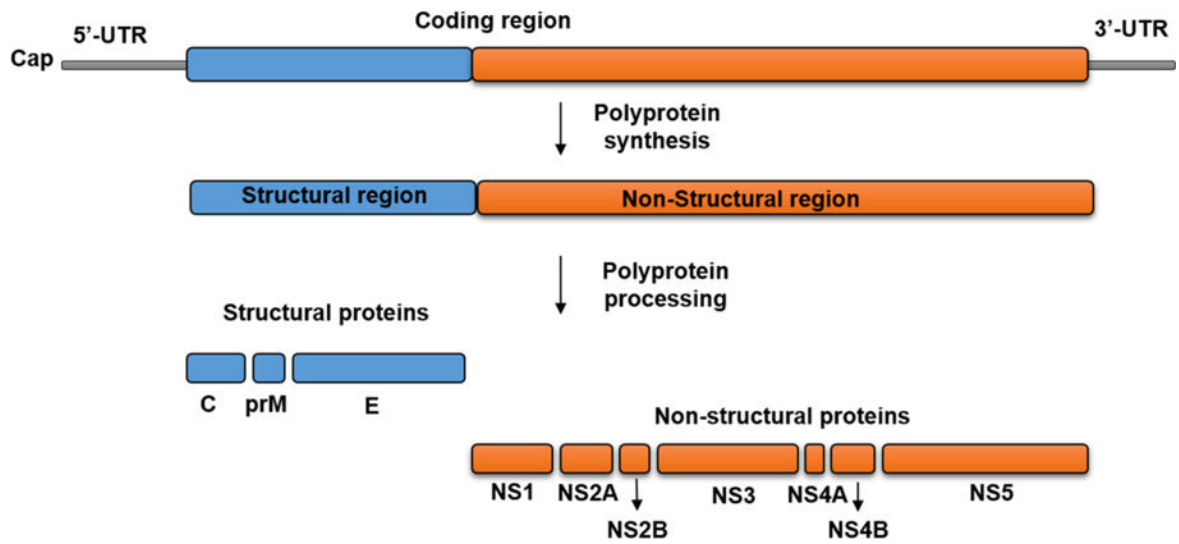 Coding region
5’-UTR
3’-UTR
Cap
Polyprotein
synthesis
Structural region
Non-Structural region
Polyprotein
processing
Structural proteins
C
prM
E
Non-structural proteins
NS1
NS2A
NS2B
NS3
NS4A
NS4B
NS5